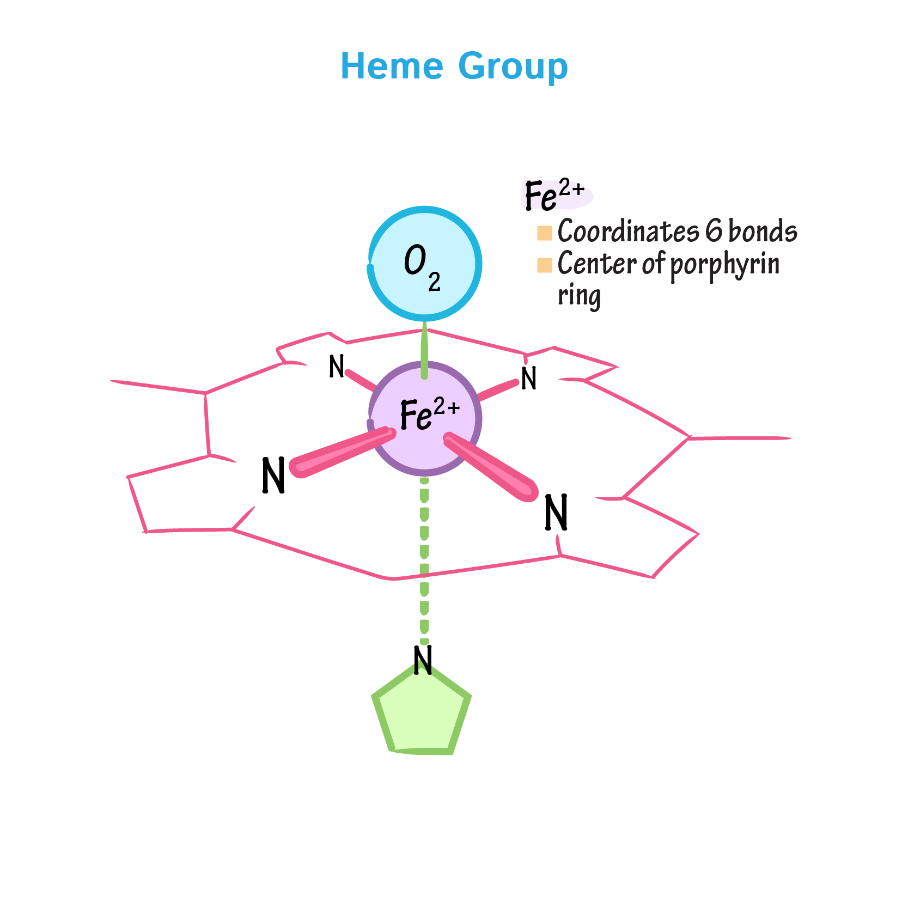 Heme Group
Fe²⁺
Coordinates 6 bonds
Center of porphyrin
ring
O₂
N
N
Fe²⁺
N
N
N